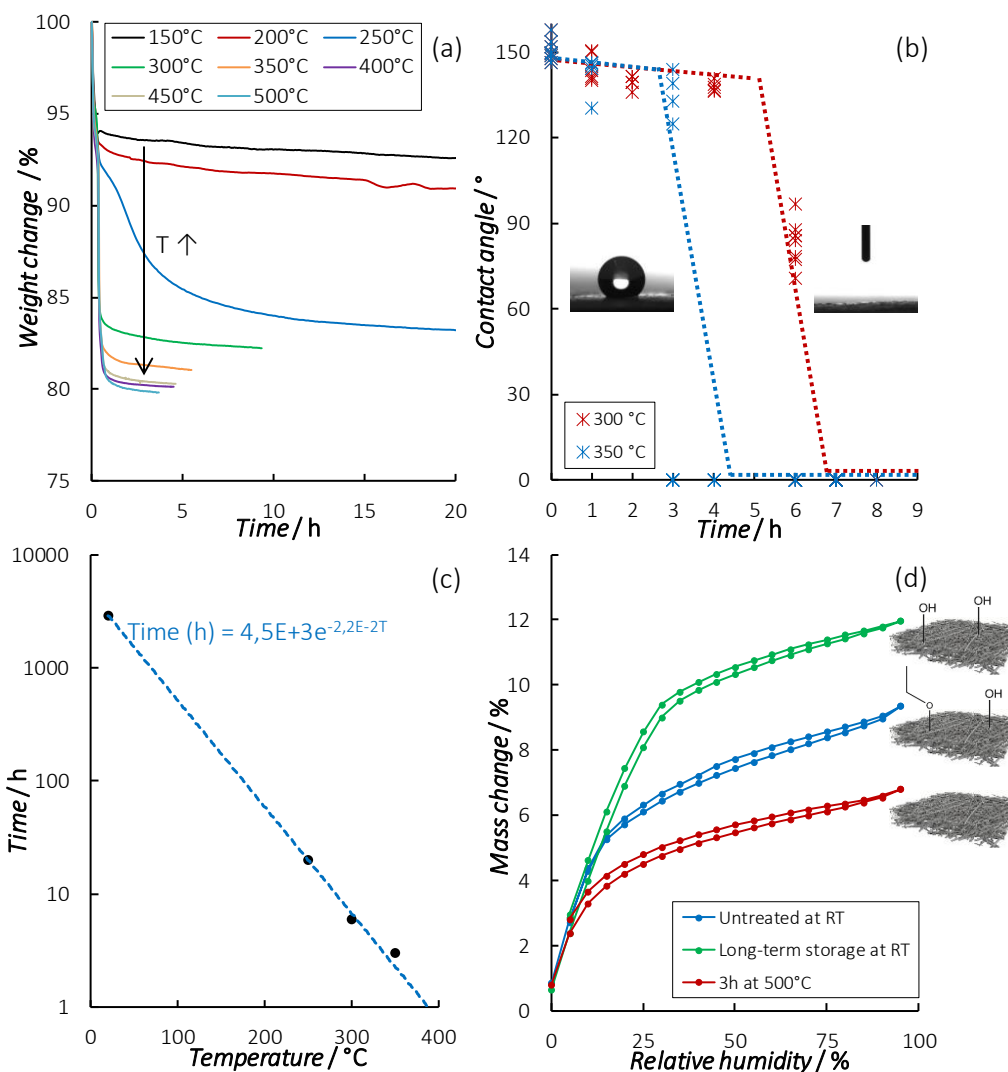 (a)
150°C 200°C 250°C
300°C 350°C 400°C
450°C 500°C
100
95
90
85
80
75
Weight change / %
T ↑
0 5 10 15 20
Time / h
(b)
150
120
90
60
30
0
Contact angle / °
300 °C
350 °C
0 1 2 3 4 5 6 7 8 9
Time / h
(c)
10000
1000
100
10
1
Time / h
Time (h) = 4,5E+3e-2,2E-2T
0 100 200 300 400
Temperature / °C
(d)
14
12
10
8
6
4
2
0
Mass change / %
OH
OH
O
OH
Untreated at RT
Long-term storage at RT
3h at 500°C
0 25 50 75 100
Relative humidity / %